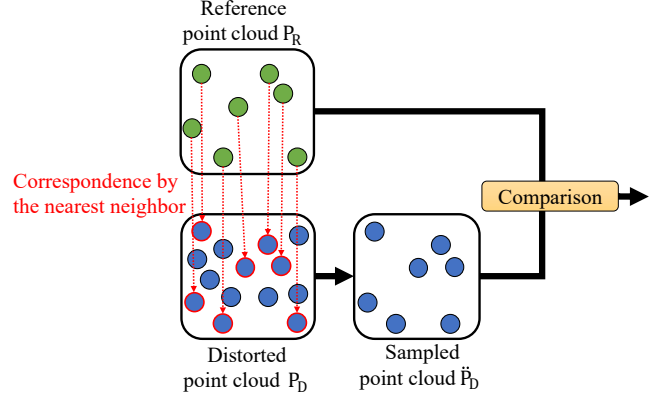 Reference
point cloud P_R
Correspondence by
the nearest neighbor
Comparison
Distorted
point cloud P_D
Sampled
point cloud P̈_D